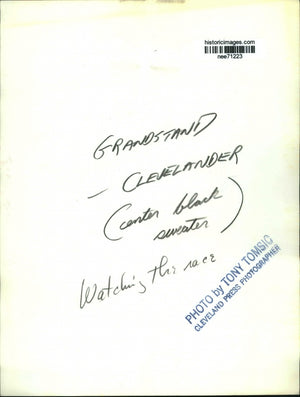 historicimages.com
nee71223
GRANDSTAND
- CLEVELANDER
(center black
sweater)
Watching the race
PHOTO by TONY TOMSIC
CLEVELAND PRESS PHOTOGRAPHER